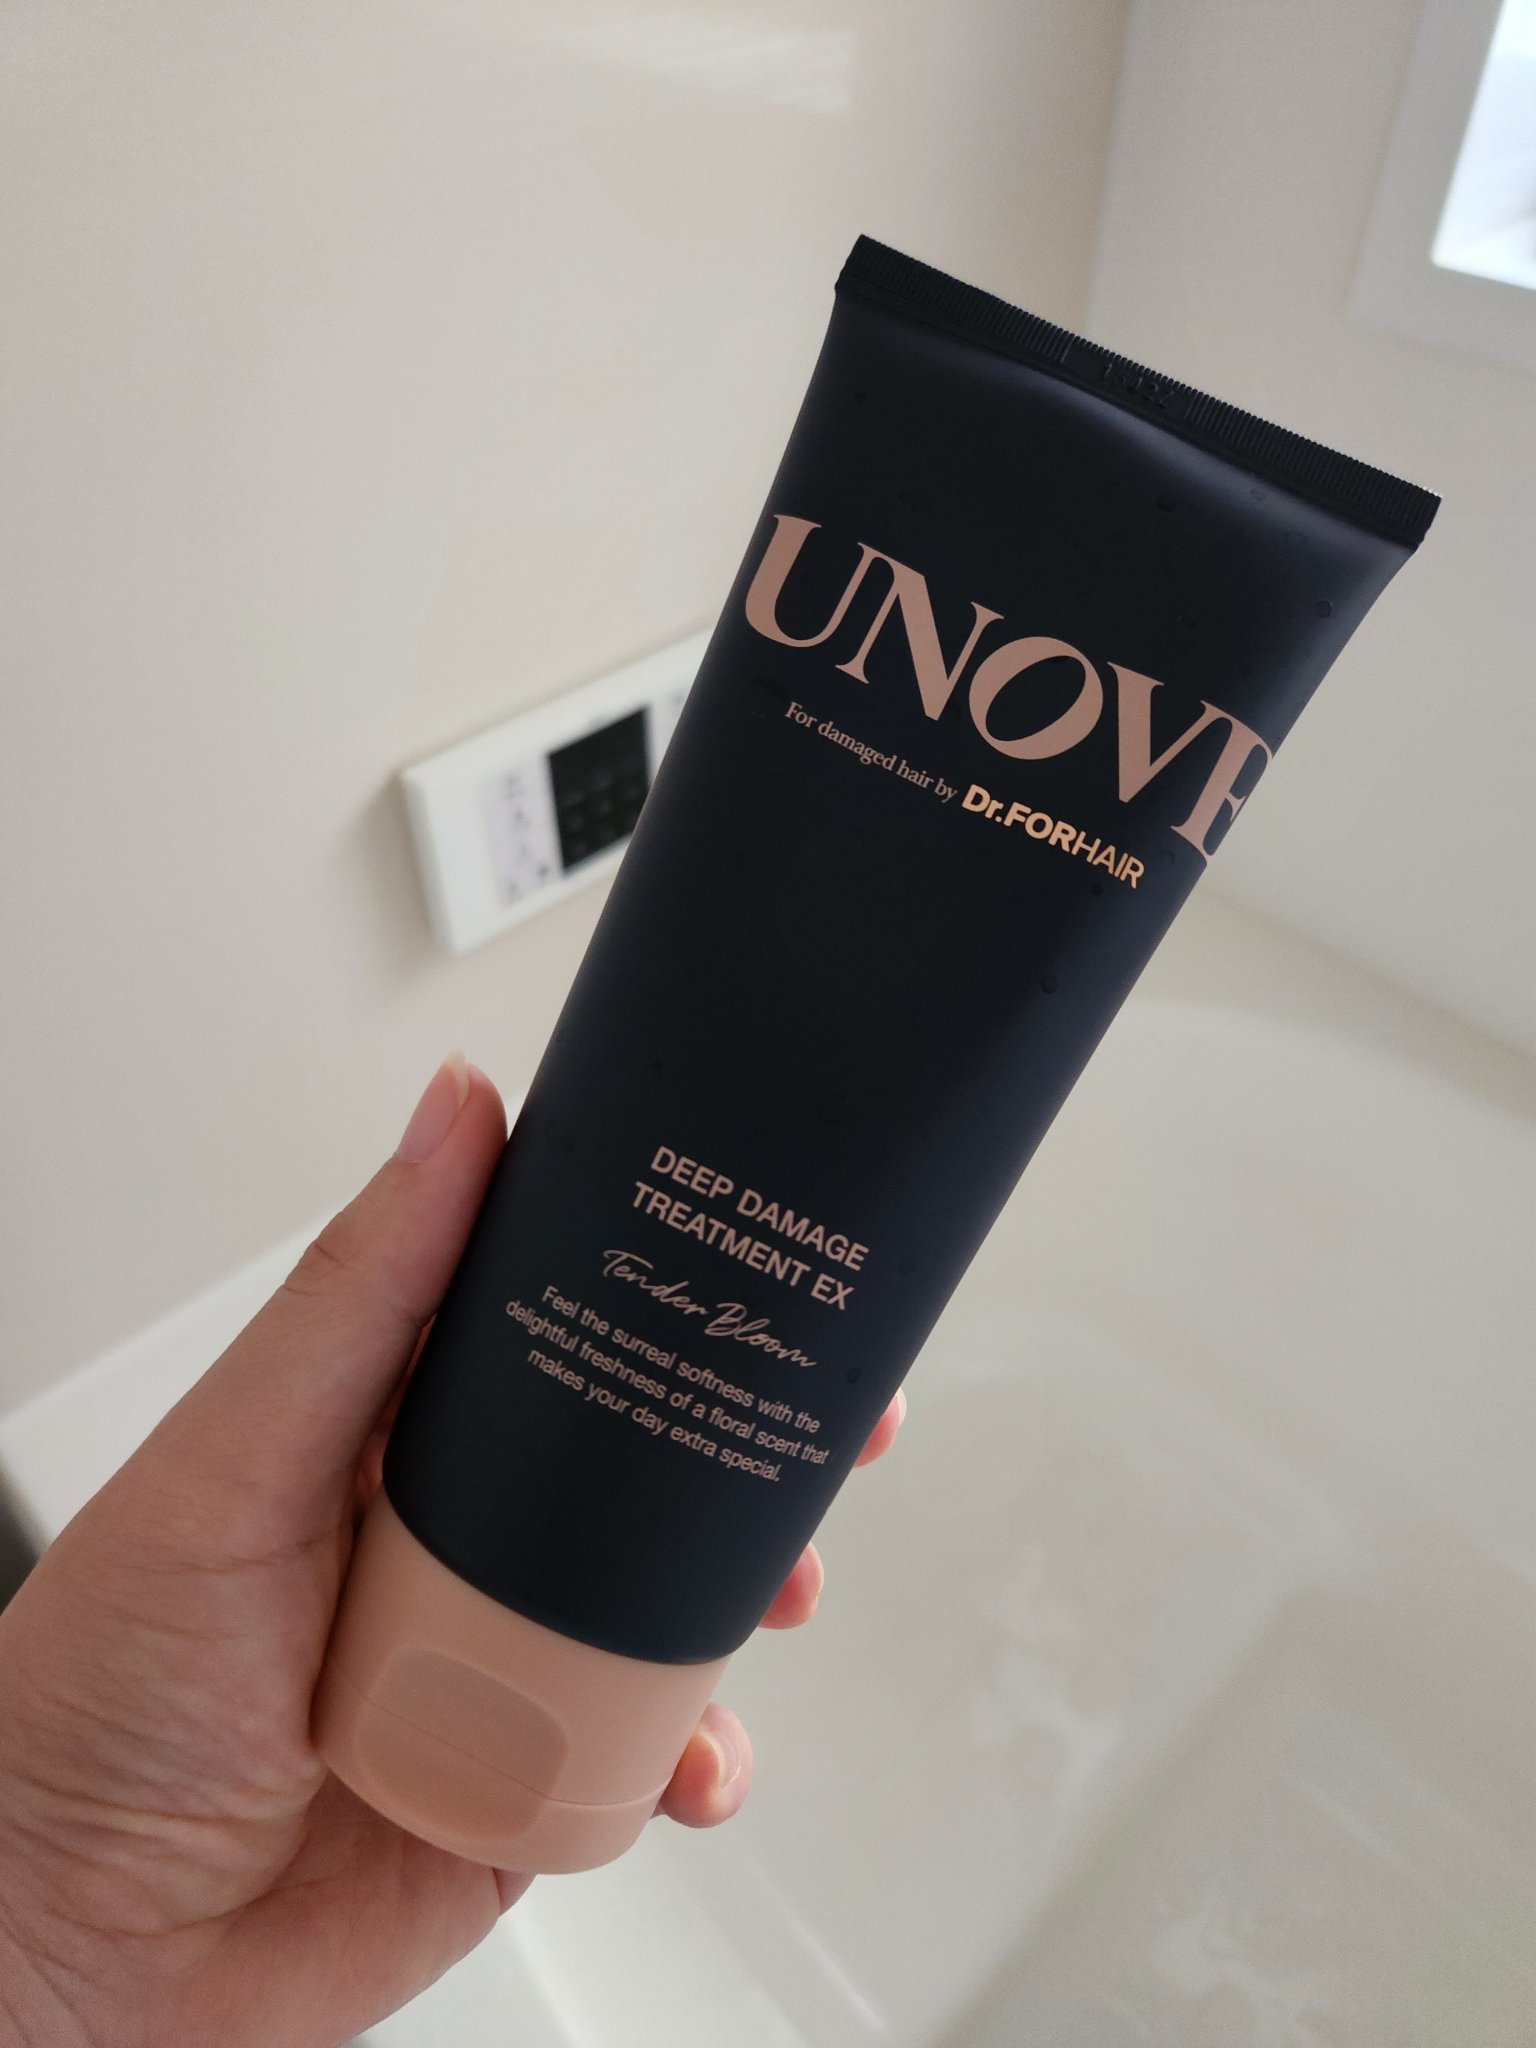 UNOVE
For damaged hair by Dr.FORHAIR
DEEP DAMAGE
TREATMENT EX
Tender Bloom
Feel the surreal softness with the
delightful freshness of a floral scent that
makes your day extra special.